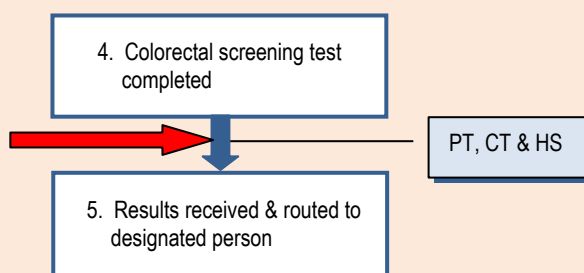 4. Colorectal screening test
completed
PT, CT & HS
5. Results received & routed to
designated person